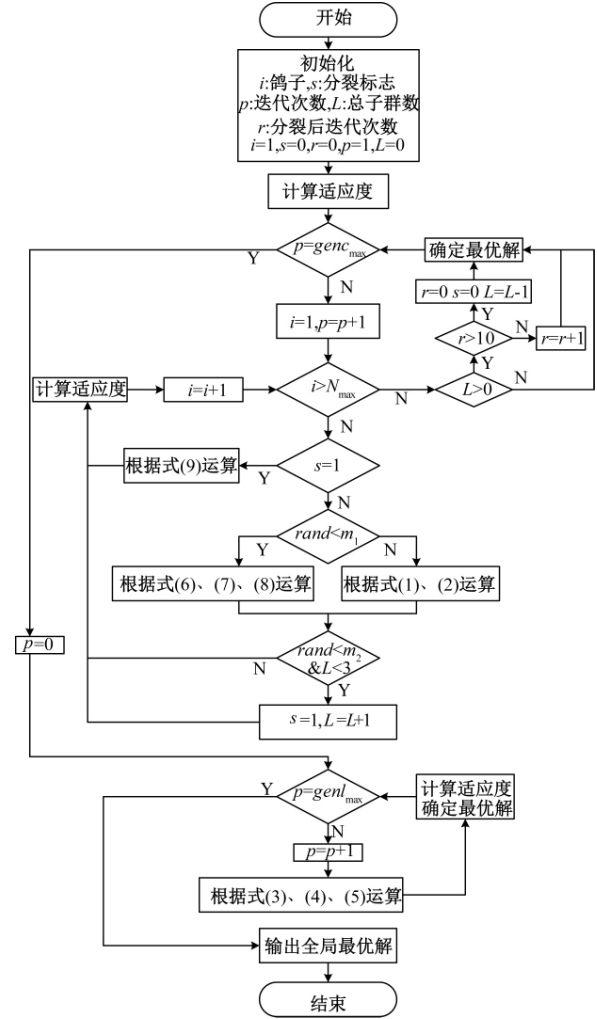 开始
初始化
i:鸽子,s:分裂标志
p:迭代次数,L:总子群数
r:分裂后迭代次数
i=1,s=0,r=0,p=1,L=0
计算适应度
p=genc_max
Y
N
确定最优解
r=0 s=0 L=L-1
i=1,p=p+1
Y
r>10
N
r=r+1
Y
计算适应度
i=i+1
i>N_max
N
L>0
N
N
根据式(9)运算
Y
s=1
N
rand<m_1
Y
N
根据式(6)、(7)、(8)运算
根据式(1)、(2)运算
p=0
rand<m_2
&L<3
N
Y
s=1,L=L+1
Y
p=genl_max
计算适应度
确定最优解
N
p=p+1
根据式(3)、(4)、(5)运算
输出全局最优解
结束